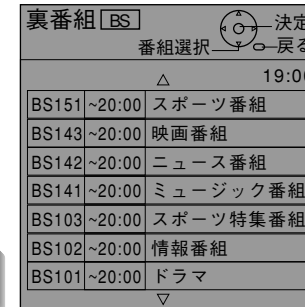 裏番組 BS
決定
番組選択
戻る
△ 19:00
BS151 ~20:00 スポーツ番組
BS143 ~20:00 映画番組
BS142 ~20:00 ニュース番組
BS141 ~20:00 ミュージック番組
BS103 ~20:00 スポーツ特集番組
BS102 ~20:00 情報番組
BS101 ~20:00 ドラマ
▽